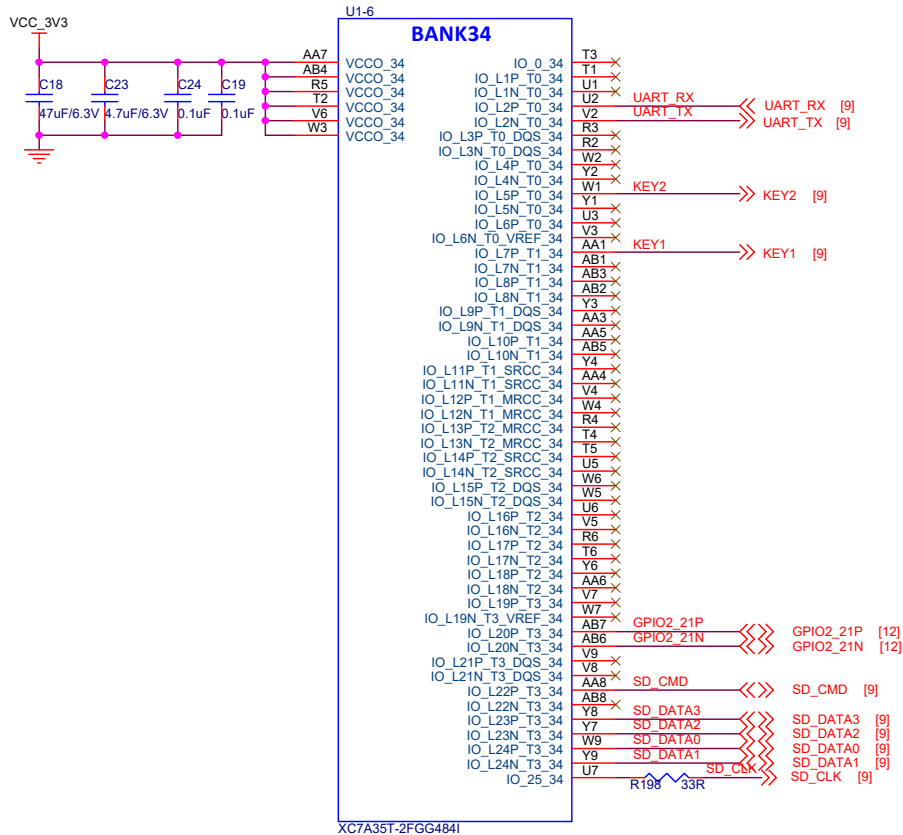 U1-6
BANK34
VCC_3V3
C18
47uF/6.3V
C23
4.7uF/6.3V
C24
0.1uF
C19
0.1uF
AA7 VCCO_34
AB4 VCCO_34
R5 VCCO_34
T2 VCCO_34
V6 VCCO_34
W3 VCCO_34
IO_0_34 T3
IO_L1P_T0_34 T1
IO_L1N_T0_34 U1
IO_L2P_T0_34 U2 UART_RX UART_RX [9]
IO_L2N_T0_34 V2 UART_TX UART_TX [9]
IO_L3P_T0_DQS_34 R3
IO_L3N_T0_DQS_34 R2
IO_L4P_T0_34 W2
IO_L4N_T0_34 Y2
IO_L5P_T0_34 W1 KEY2 KEY2 [9]
IO_L5N_T0_34 Y1
IO_L6P_T0_34 U3
IO_L6N_T0_VREF_34 V3
IO_L7P_T1_34 AA1 KEY1 KEY1 [9]
IO_L7N_T1_34 AB1
IO_L8P_T1_34 AB3
IO_L8N_T1_34 AB2
IO_L9P_T1_DQS_34 Y3
IO_L9N_T1_DQS_34 AA3
IO_L10P_T1_34 AA5
IO_L10N_T1_34 AB5
IO_L11P_T1_SRCC_34 Y4
IO_L11N_T1_SRCC_34 AA4
IO_L12P_T1_MRCC_34 V4
IO_L12N_T1_MRCC_34 W4
IO_L13P_T2_MRCC_34 R4
IO_L13N_T2_MRCC_34 T4
IO_L14P_T2_SRCC_34 T5
IO_L14N_T2_SRCC_34 U5
IO_L15P_T2_DQS_34 W6
IO_L15N_T2_DQS_34 W5
IO_L16P_T2_34 U6
IO_L16N_T2_34 V5
IO_L17P_T2_34 R6
IO_L17N_T2_34 T6
IO_L18P_T2_34 Y6
IO_L18N_T2_34 AA6
IO_L19P_T3_34 V7
IO_L19N_T3_VREF_34 W7
IO_L20P_T3_34 AB7 GPIO2_21P GPIO2_21P [12]
IO_L20N_T3_34 AB6 GPIO2_21N GPIO2_21N [12]
IO_L21P_T3_DQS_34 V9
IO_L21N_T3_DQS_34 V8
IO_L22P_T3_34 AA8 SD_CMD SD_CMD [9]
IO_L22N_T3_34 AB8
IO_L23P_T3_34 Y8 SD_DATA3 SD_DATA3 [9]
IO_L23N_T3_34 Y7 SD_DATA2 SD_DATA2 [9]
IO_L24P_T3_34 W9 SD_DATA0 SD_DATA0 [9]
IO_L24N_T3_34 Y9 SD_DATA1 SD_DATA1 [9]
IO_25_34 U7 R198 33R SD_CLK SD_CLK [9]
XC7A35T-2FGG484I